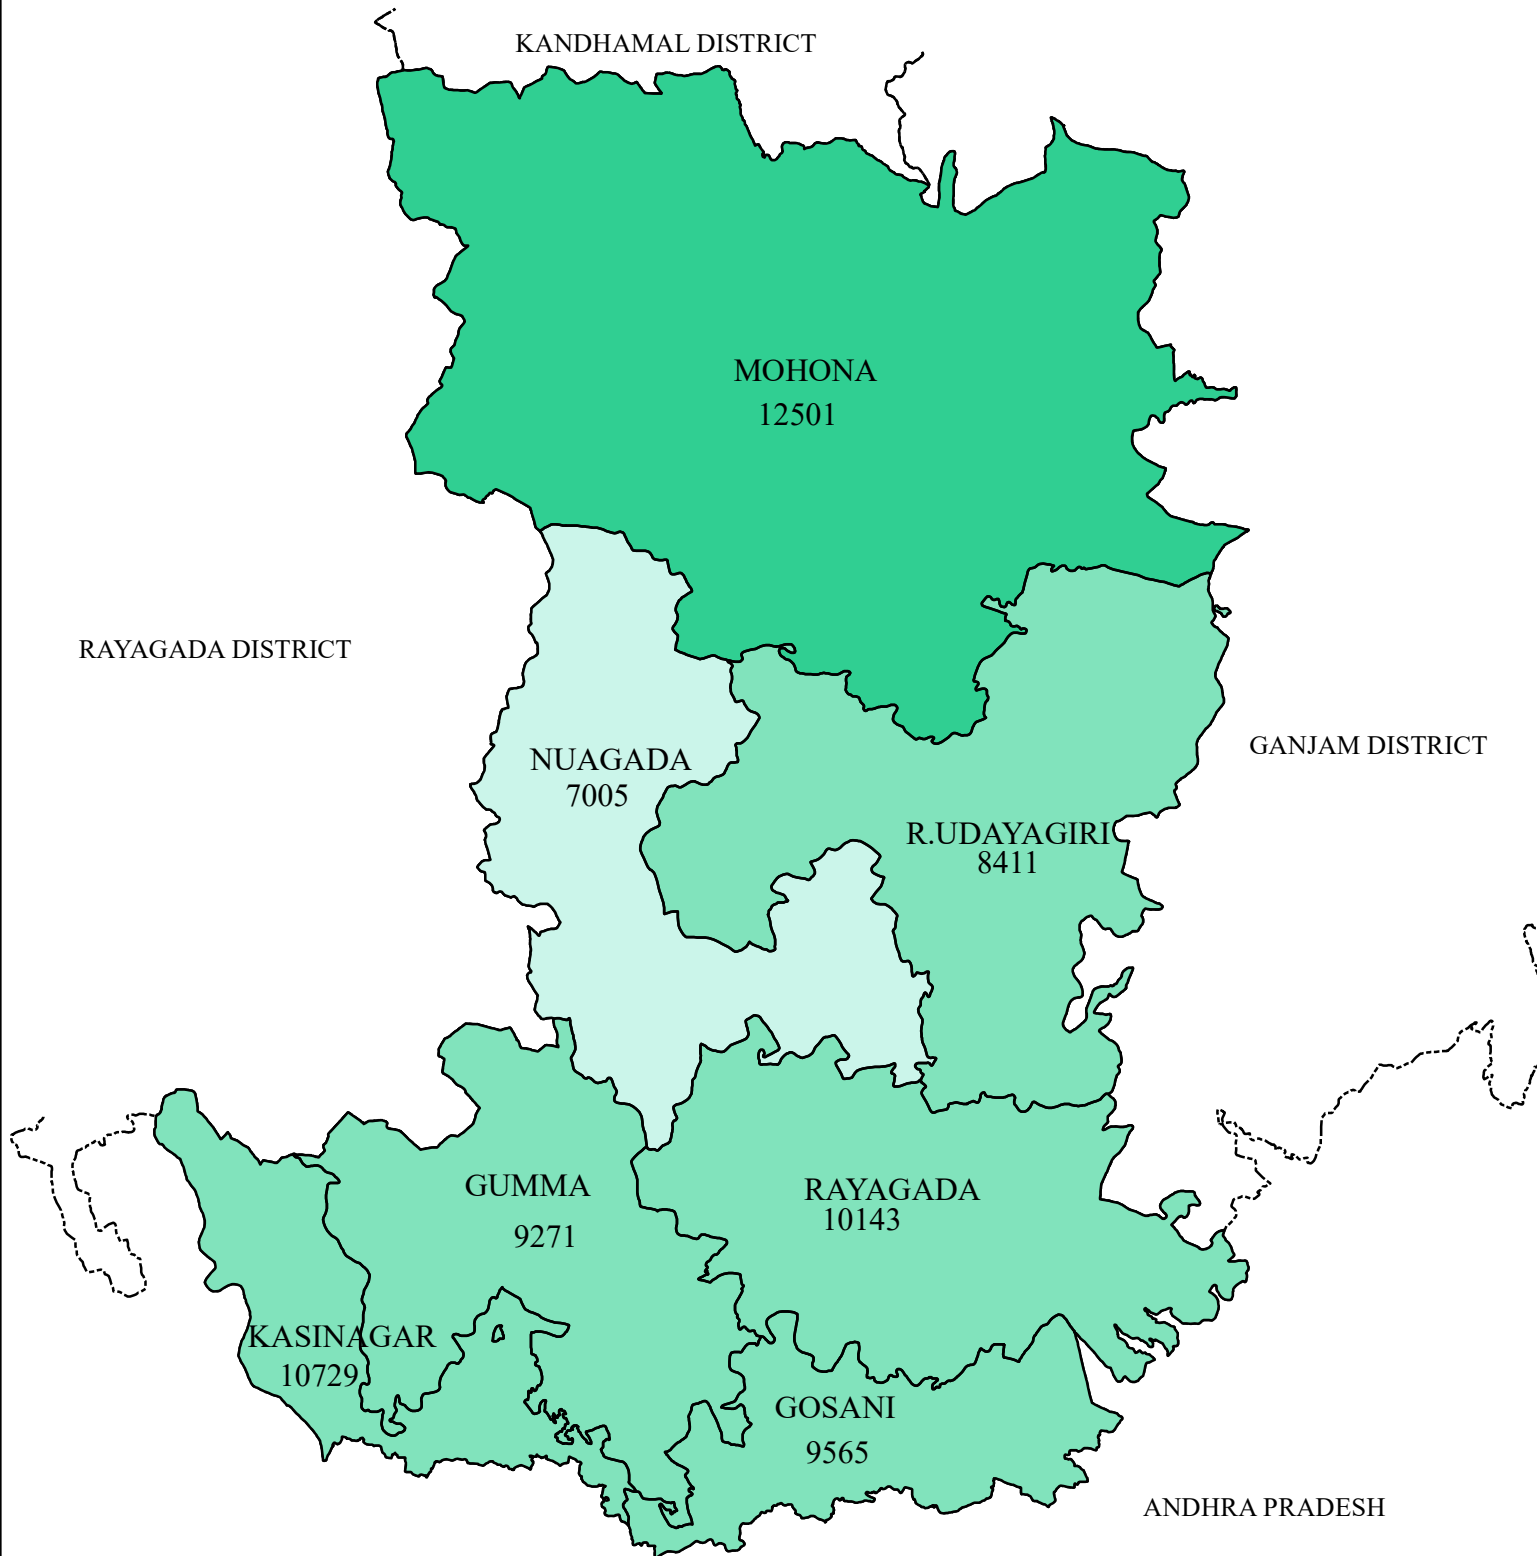 KANDHAMAL DISTRICT
MOHONA
12501
RAYAGADA DISTRICT
NUAGADA
7005
GANJAM DISTRICT
R.UDAYAGIRI
8411
GUMMA
9271
RAYAGADA
10143
KASINAGAR
10729
GOSANI
9565
ANDHRA PRADESH